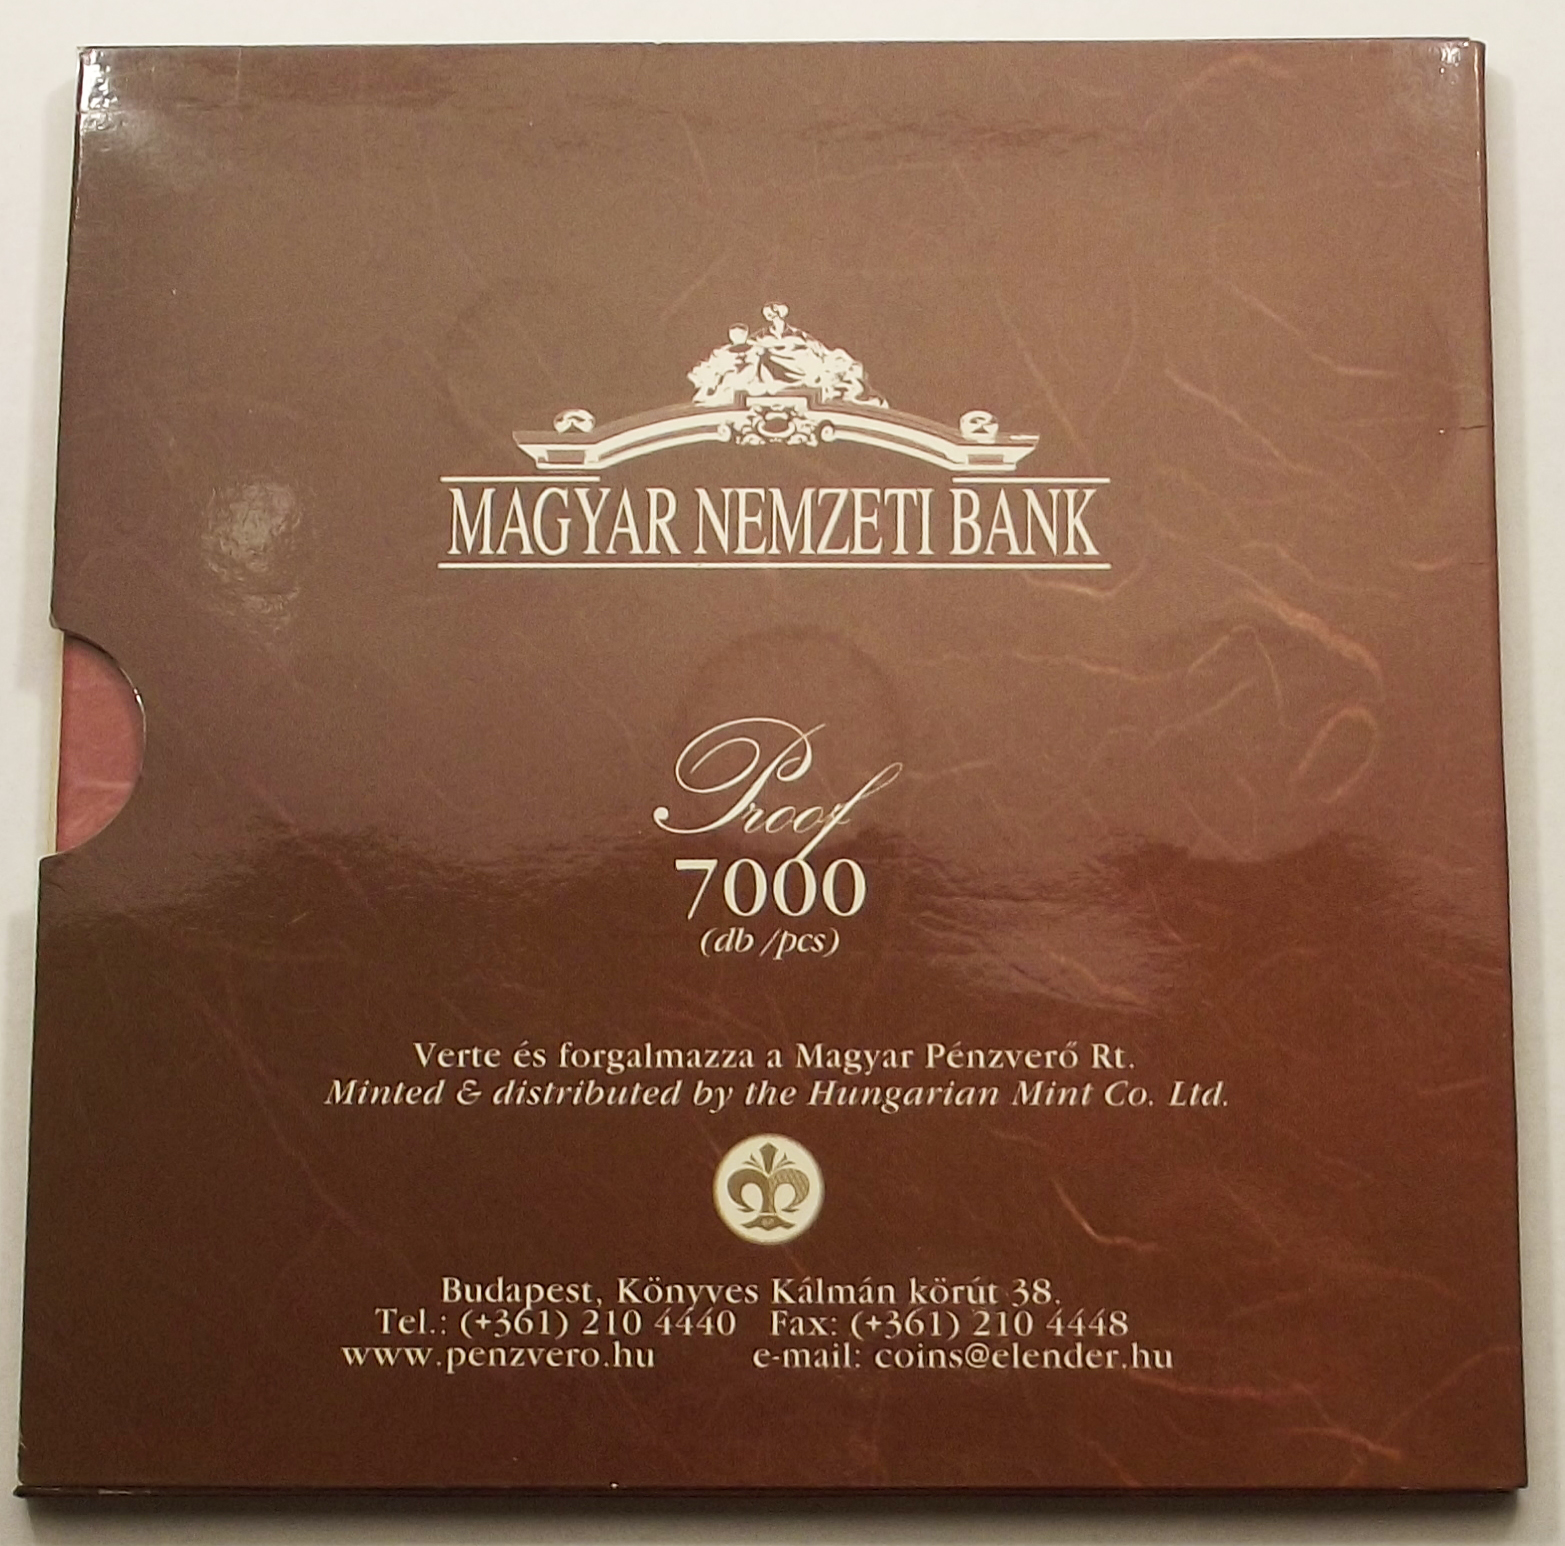 MAGYAR NEMZETI BANK
Proof
7000
(db /pcs)
Verte és forgalmazza a Magyar Pénzverő Rt.
Minted & distributed by the Hungarian Mint Co. Ltd.
Budapest, Könyves Kálmán körút 38.
Tel.: (+361) 210 4440 Fax: (+361) 210 4448
www.penzvero.hu e-mail: coins@elender.hu